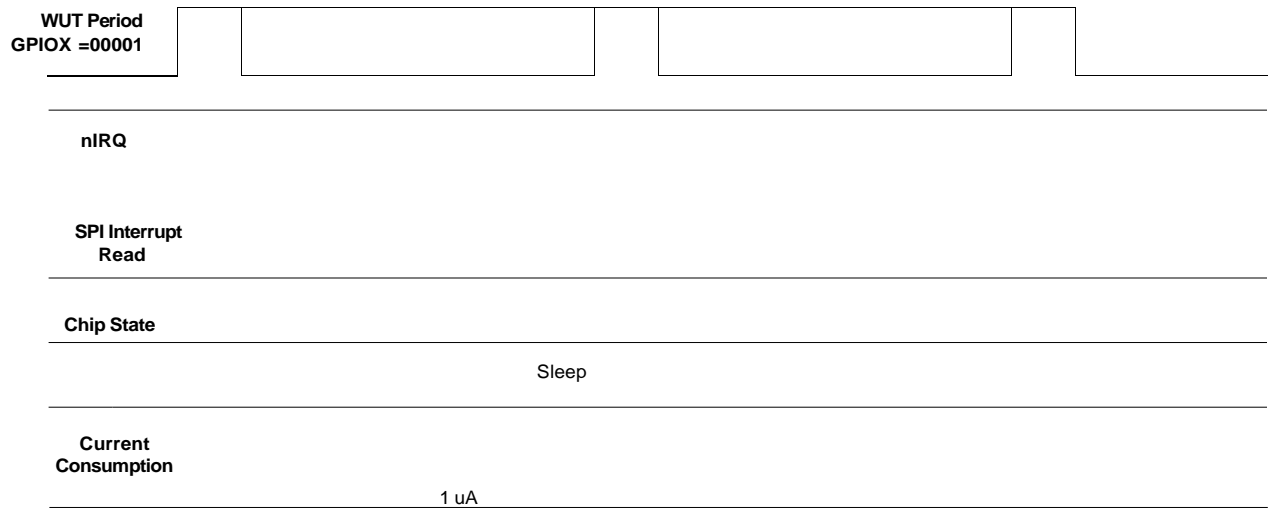 WUT Period
GPIOX =00001
nIRQ
SPI Interrupt
Read
Chip State
Sleep
Current
Consumption
1 uA